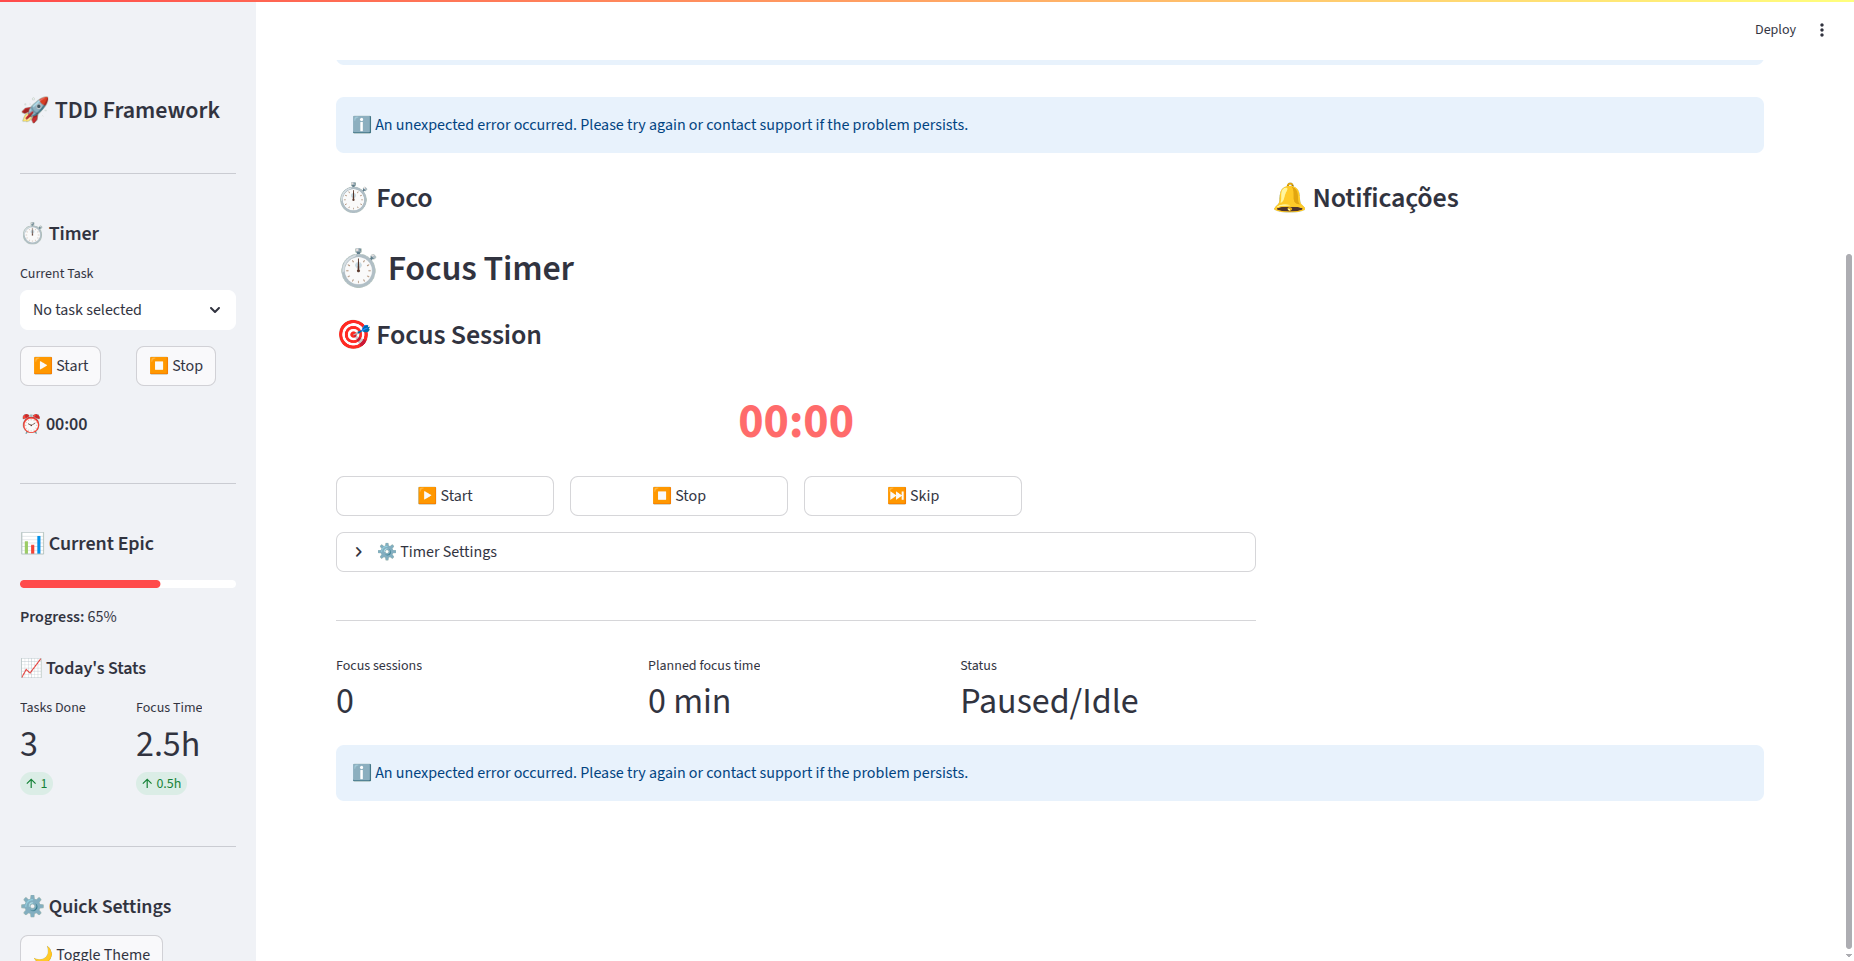 Deploy
TDD Framework
Timer
Current Task
No task selected
Start
Stop
00:00
Current Epic
Progress: 65%
Today's Stats
Tasks Done
Focus Time
3
2.5h
↑ 1
↑ 0.5h
Quick Settings
Toggle Theme
An unexpected error occurred. Please try again or contact support if the problem persists.
Foco
Notificações
Focus Timer
Focus Session
00:00
Start
Stop
Skip
Timer Settings
Focus sessions
Planned focus time
Status
0
0 min
Paused/Idle
An unexpected error occurred. Please try again or contact support if the problem persists.